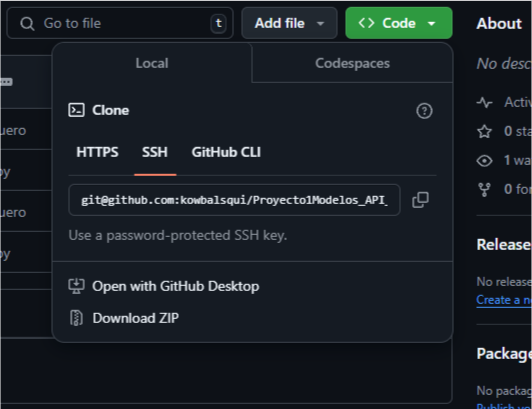 Go to file
t
Add file
Code
About
Local
Codespaces
No desc
Clone
Activ
uero
0 sta
HTTPS
SSH
GitHub CLI
by
1 wa
git@github.com:kowbalsqui/Proyecto1Modelos_API_
0 for
uero
Use a password-protected SSH key.
Release
by
Open with GitHub Desktop
No release
Create a n
Download ZIP
Package
No packag
Publish yo